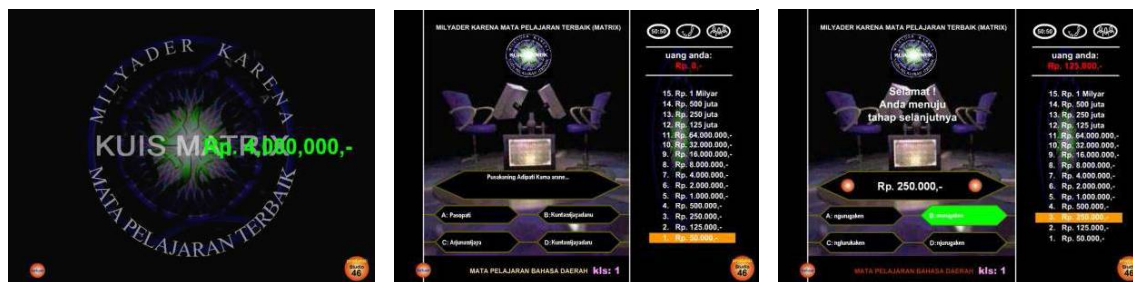 MILYADER KARENA
KUIS MATRIX
Rp. 4,000,000,-
MATA PELAJARAN TERBAIK
46
MILYADER KARENA MATA PELAJARAN TERBAIK (MATRIX)
50:50
uang anda:
Rp. 0,-
15. Rp. 1 Milyar
14. Rp. 500 juta
13. Rp. 250 juta
12. Rp. 125 juta
11. Rp. 64.000.000,-
10. Rp. 32.000.000,-
9. Rp. 16.000.000,-
8. Rp. 8.000.000,-
7. Rp. 4.000.000,-
6. Rp. 2.000.000,-
5. Rp. 1.000.000,-
4. Rp. 500.000,-
3. Rp. 250.000,-
2. Rp. 125.000,-
1. Rp. 50.000,-
Pusakaning Adipati Karna arane...
A: Pasopati
B: Kuntawijayadanu
C: Arjunawijaya
D: Kuntawijayadaru
MATA PELAJARAN BAHASA DAERAH kls: 1
46
MILYADER KARENA MATA PELAJARAN TERBAIK (MATRIX)
50:50
uang anda:
Rp. 125.000,-
Selamat !
Anda menuju
tahap selanjutnya
15. Rp. 1 Milyar
14. Rp. 500 juta
13. Rp. 250 juta
12. Rp. 125 juta
11. Rp. 64.000.000,-
10. Rp. 32.000.000,-
9. Rp. 16.000.000,-
8. Rp. 8.000.000,-
7. Rp. 4.000.000,-
6. Rp. 2.000.000,-
5. Rp. 1.000.000,-
4. Rp. 500.000,-
3. Rp. 250.000,-
2. Rp. 125.000,-
1. Rp. 50.000,-
Rp. 250.000,-
A: ngurugaken
B:
C:
D: njurugaken
MATA PELAJARAN BAHASA DAERAH kls: 1
46